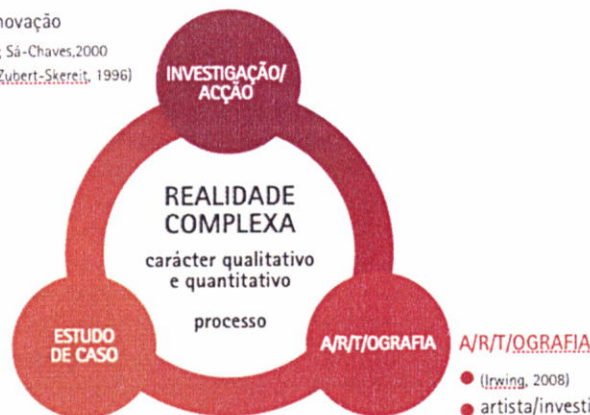 novação
; Sá-Chaves,2000
Zubert-Skereit, 1996)
INVESTIGAÇÃO/
ACÇÃO
REALIDADE
COMPLEXA
carácter qualitativo
e quantitativo
processo
ESTUDO
DE CASO
A/R/T/OGRAFIA
A/R/T/OGRAFIA
(Irwing, 2008)
artista/investi